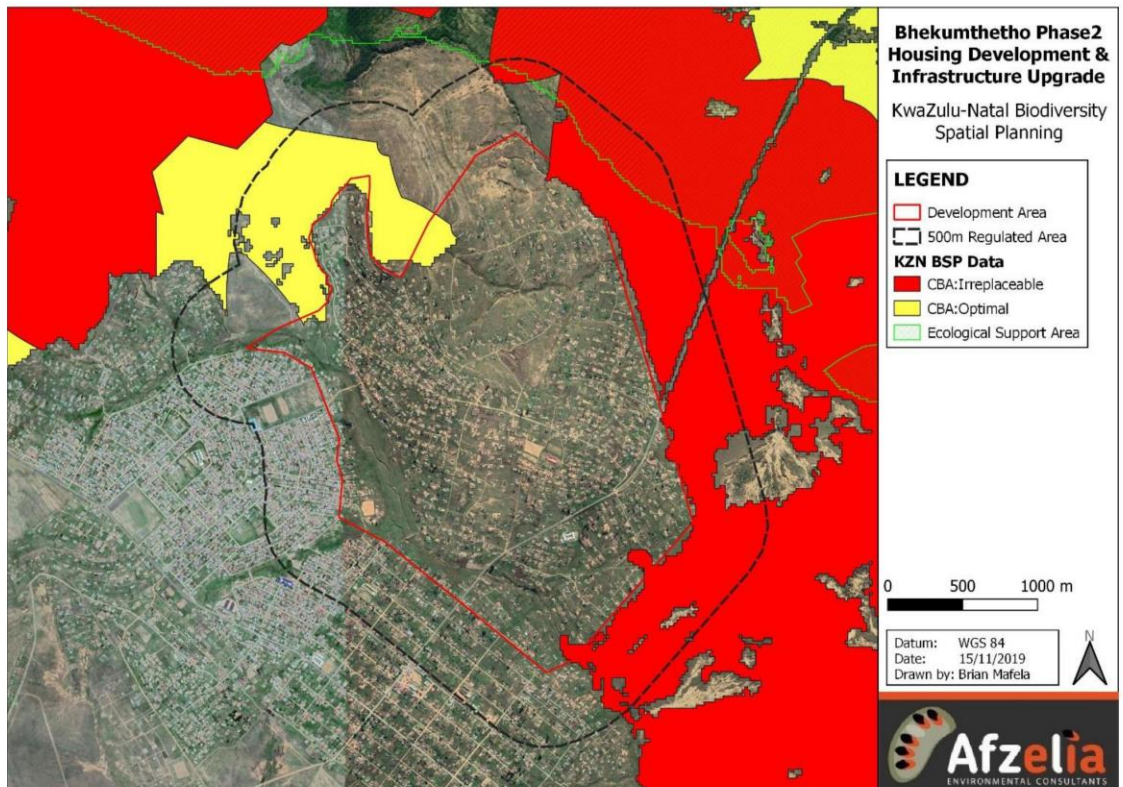 Bhekumthetho Phase2
Housing Development &
Infrastructure Upgrade
KwaZulu-Natal Biodiversity
Spatial Planning
LEGEND
Development Area
500m Regulated Area
KZN BSP Data
CBA:Irreplaceable
CBA:Optimal
Ecological Support Area
0 500 1000 m
Datum: WGS 84
Date: 15/11/2019
Drawn by: Brian Mafela
N
Afzelia
ENVIRONMENTAL CONSULTANTS